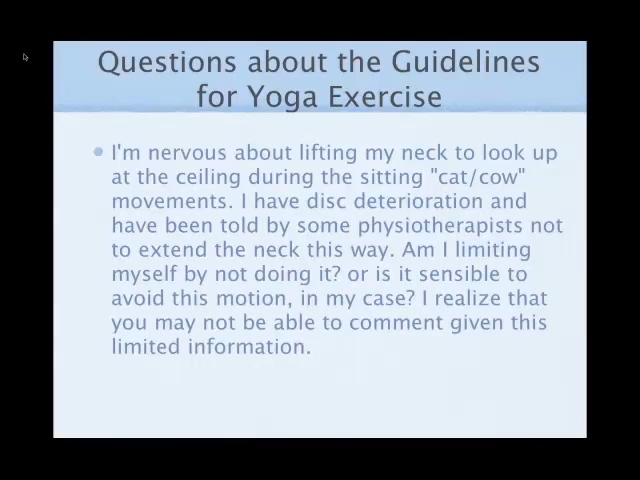 Questions about the Guidelines
for Yoga Exercise
I'm nervous about lifting my neck to look up
at the ceiling during the sitting "cat/cow"
movements. I have disc deterioration and
have been told by some physiotherapists not
to extend the neck this way. Am I limiting
myself by not doing it? or is it sensible to
avoid this motion, in my case? I realize that
you may not be able to comment given this
limited information.